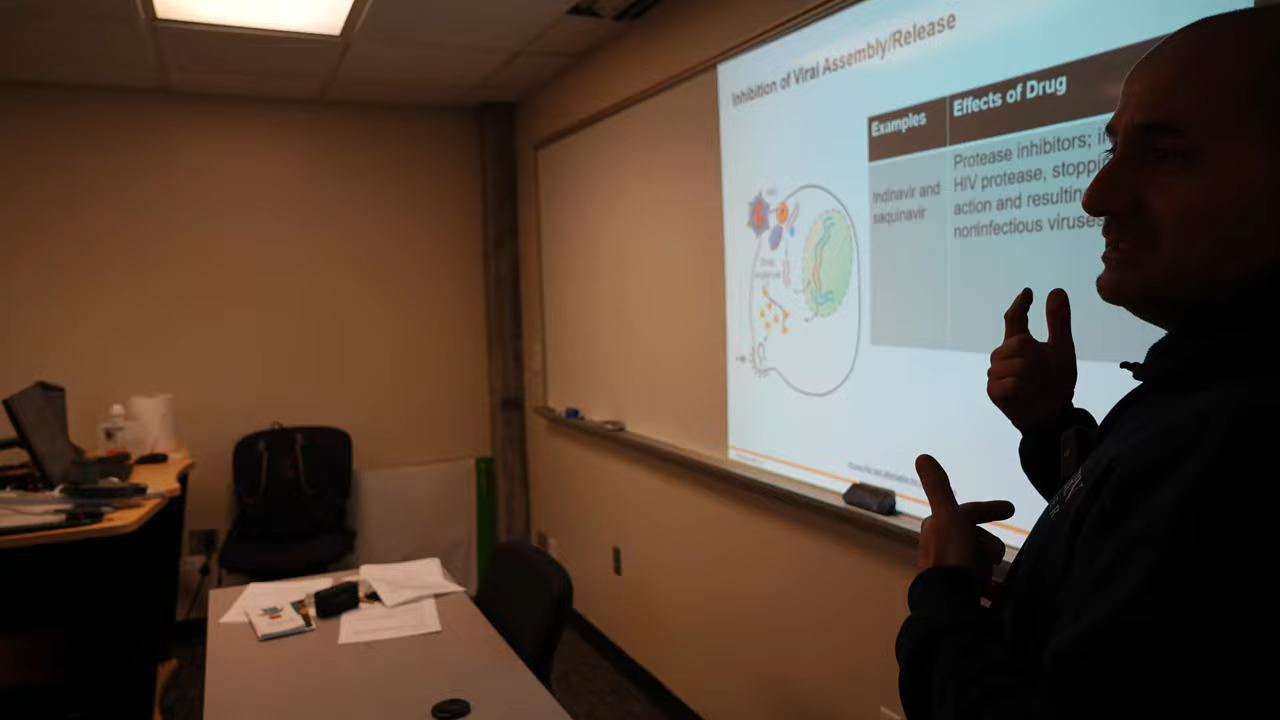 Inhibition of Viral Assembly/Release
Examples
Effects of Drug
Indinavir and
saquinavir
Protease inhibitors;
HIV protease,
action and resulting
noninfectious viruses